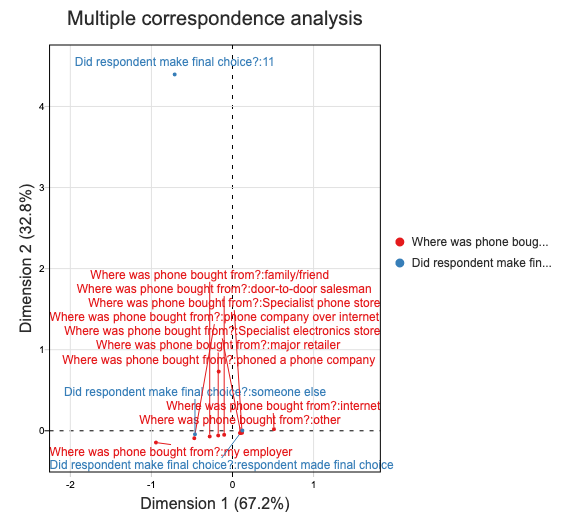 Multiple correspondence analysis
Did respondent make final choice?:11
4
3
2
1
0
Dimension 2 (32.8%)
Where was phone bought from?:family/friend
Where was phone bought from?:door-to-door salesman
Where was phone bought from?:Specialist phone store
Where was phone bought from?:phone company over internet
Where was phone bought from?:Specialist electronics store
Where was phone bought from?:major retailer
Where was phone bought from?:phoned a phone company
Did respondent make final choice?:someone else
Where was phone bought from?:internet
Where was phone bought from?:other
Where was phone bought from?:my employer
Did respondent make final choice?:respondent made final choice
-2
-1
0
1
Dimension 1 (67.2%)
Where was phone boug...
Did respondent make fin...